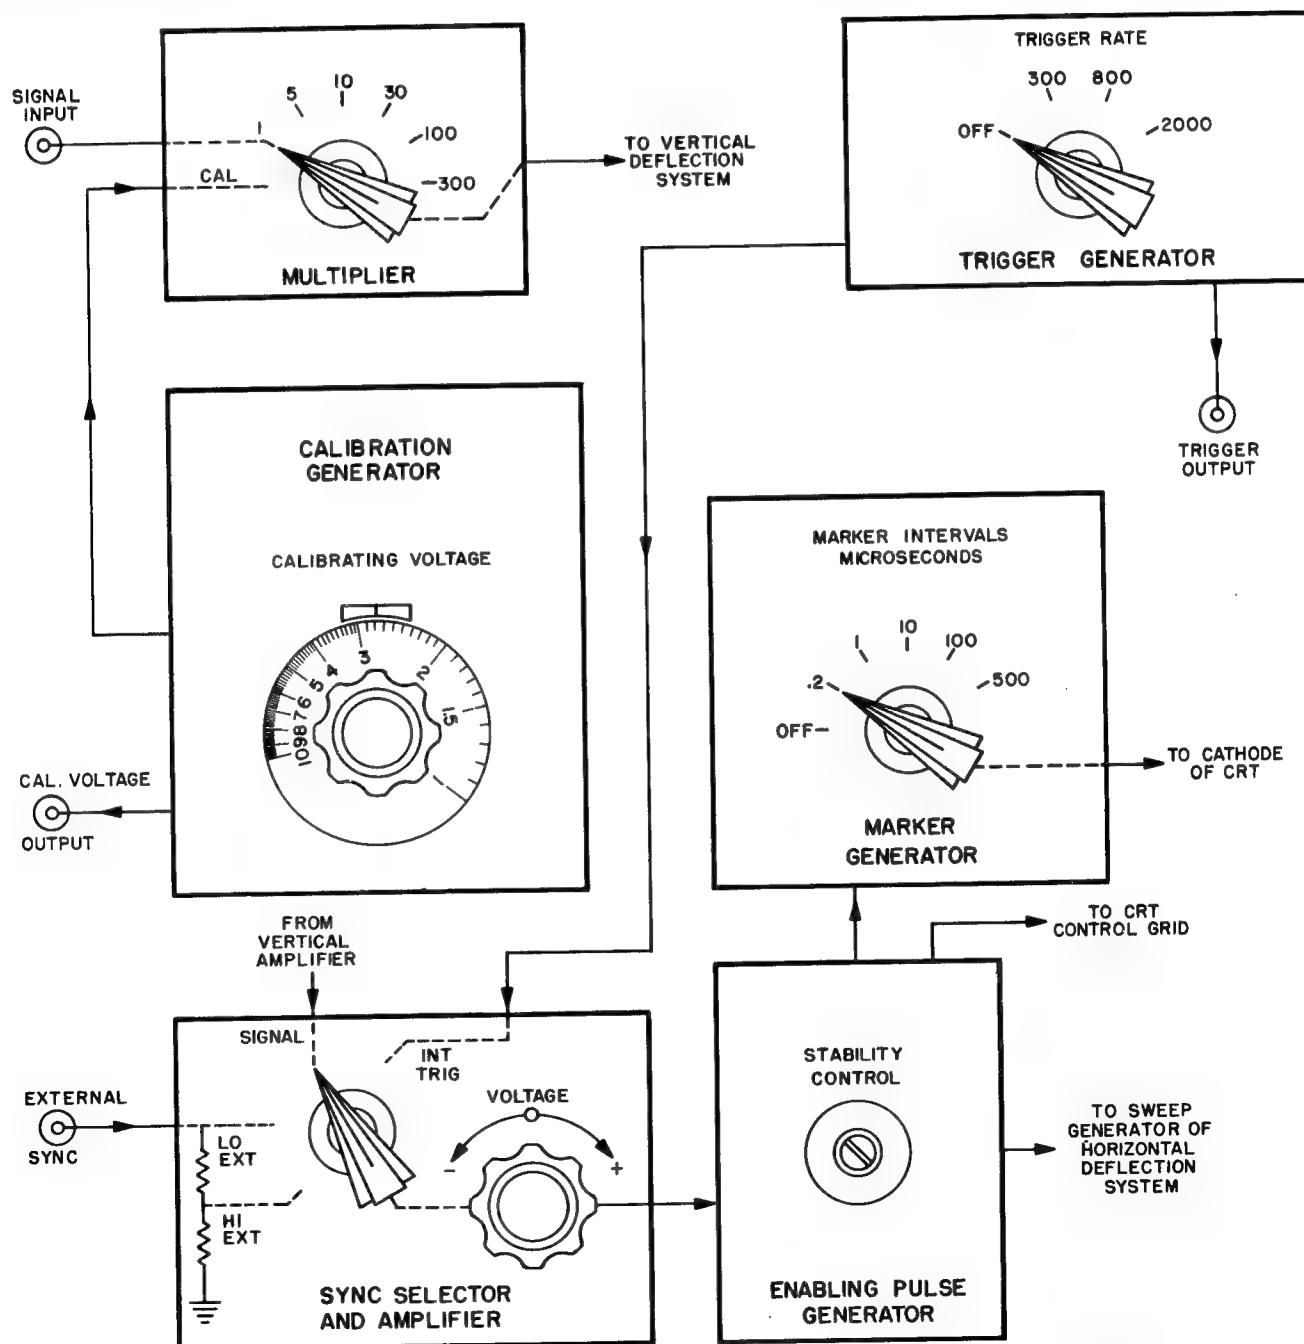 SIGNAL
INPUT
1
5
10
30
100
300
CAL
MULTIPLIER
TO VERTICAL
DEFLECTION
SYSTEM
TRIGGER RATE
OFF
300
800
2000
TRIGGER GENERATOR
TRIGGER
OUTPUT
CALIBRATION
GENERATOR
CALIBRATING VOLTAGE
10 9 8 7 6 5 4 3 2 1.5
CAL. VOLTAGE
OUTPUT
MARKER INTERVALS
MICROSECONDS
OFF
.2
1
10
100
500
TO CATHODE
OF CRT
MARKER
GENERATOR
FROM
VERTICAL
AMPLIFIER
TO CRT
CONTROL GRID
SIGNAL
INT
TRIG
EXTERNAL
SYNC
LO
EXT
HI
EXT
VOLTAGE
- +
SYNC SELECTOR
AND AMPLIFIER
STABILITY
CONTROL
ENABLING PULSE
GENERATOR
TO SWEEP
GENERATOR OF
HORIZONTAL
DEFLECTION
SYSTEM